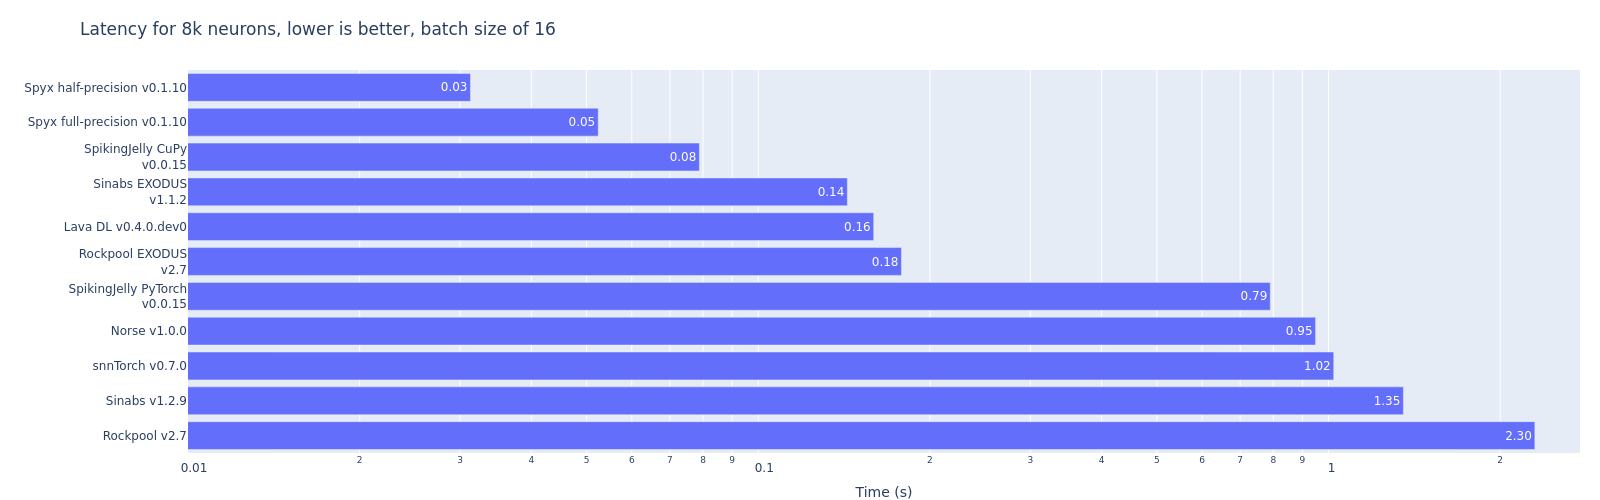 Latency for 8k neurons, lower is better, batch size of 16
Spyx half-precision v0.1.10
0.03
Spyx full-precision v0.1.10
0.05
SpikingJelly CuPy
v0.0.15
0.08
Sinabs EXODUS
v1.1.2
0.14
Lava DL v0.4.0.dev0
0.16
Rockpool EXODUS
v2.7
0.18
SpikingJelly PyTorch
v0.0.15
0.79
Norse v1.0.0
0.95
snnTorch v0.7.0
1.02
Sinabs v1.2.9
1.35
Rockpool v2.7
2.30
0.01 2 3 4 5 6 7 8 9 0.1 2 3 4 5 6 7 8 9 1 2
Time (s)